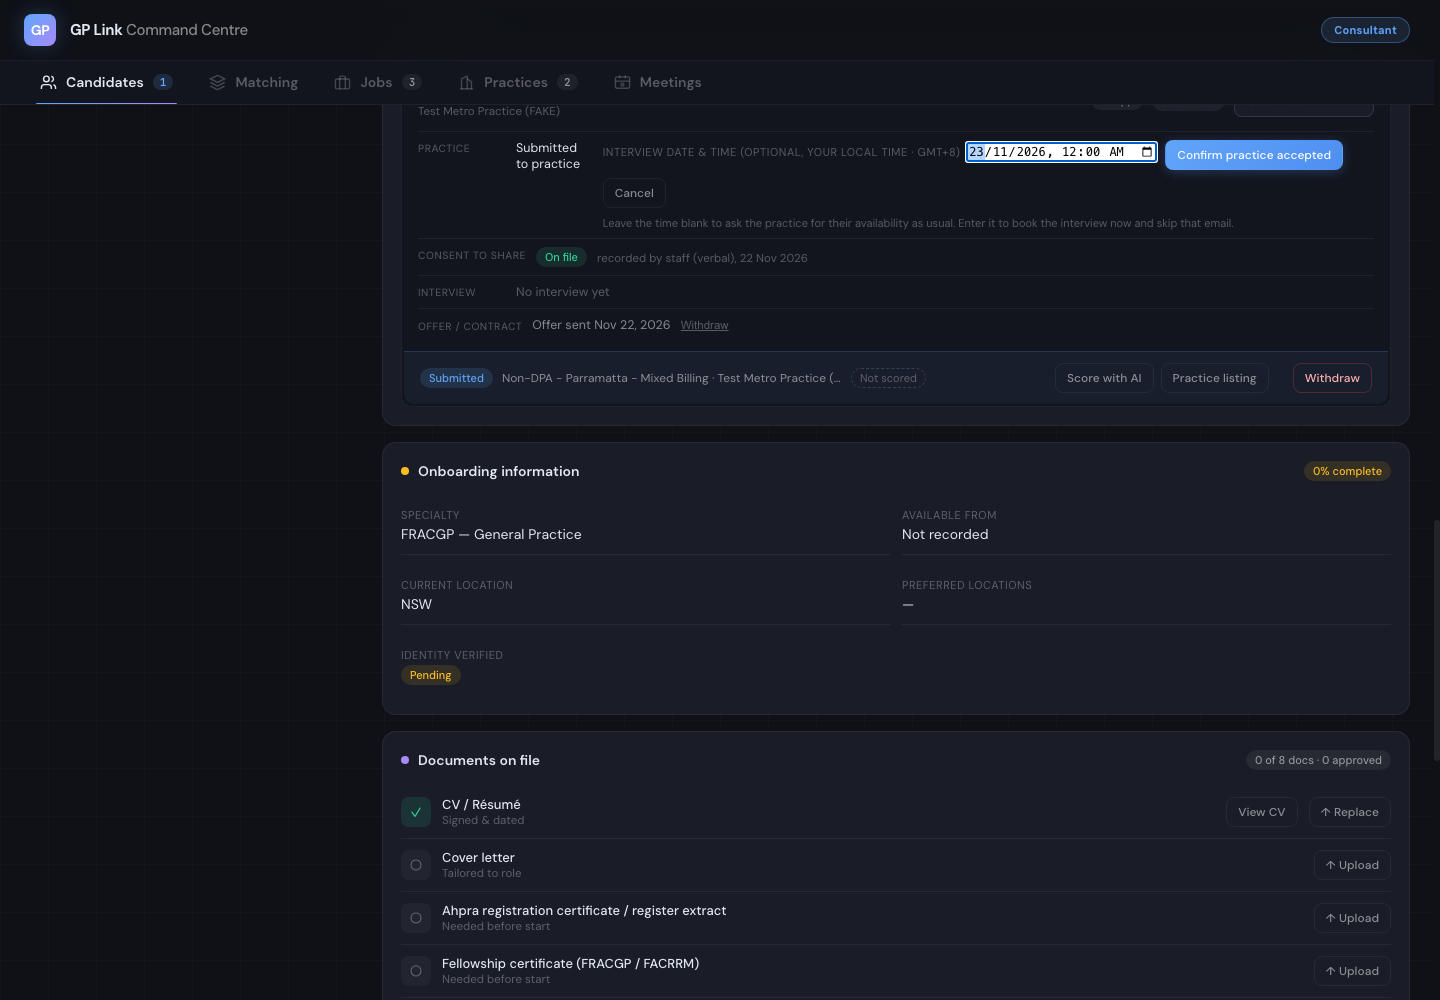 GP GP Link Command Centre Consultant
Candidates 1 Matching Jobs 3 Practices 2 Meetings
Test Metro Practice (FAKE)
PRACTICE Submitted to practice INTERVIEW DATE & TIME (OPTIONAL, YOUR LOCAL TIME · GMT+8) 23/11/2026, 12:00 AM Confirm practice accepted
Cancel
Leave the time blank to ask the practice for their availability as usual. Enter it to book the interview now and skip that email.
CONSENT TO SHARE On file recorded by staff (verbal), 22 Nov 2026
INTERVIEW No interview yet
OFFER / CONTRACT Offer sent Nov 22, 2026 Withdraw
Submitted Non-DPA - Parramatta - Mixed Billing · Test Metro Practice (... Not scored Score with AI Practice listing Withdraw
Onboarding information 0% complete
SPECIALTY AVAILABLE FROM
FRACGP — General Practice Not recorded
CURRENT LOCATION PREFERRED LOCATIONS
NSW —
IDENTITY VERIFIED
Pending
Documents on file 0 of 8 docs · 0 approved
CV / Résumé View CV ↑ Replace
Signed & dated
Cover letter ↑ Upload
Tailored to role
Ahpra registration certificate / register extract ↑ Upload
Needed before start
Fellowship certificate (FRACGP / FACRRM) ↑ Upload
Needed before start